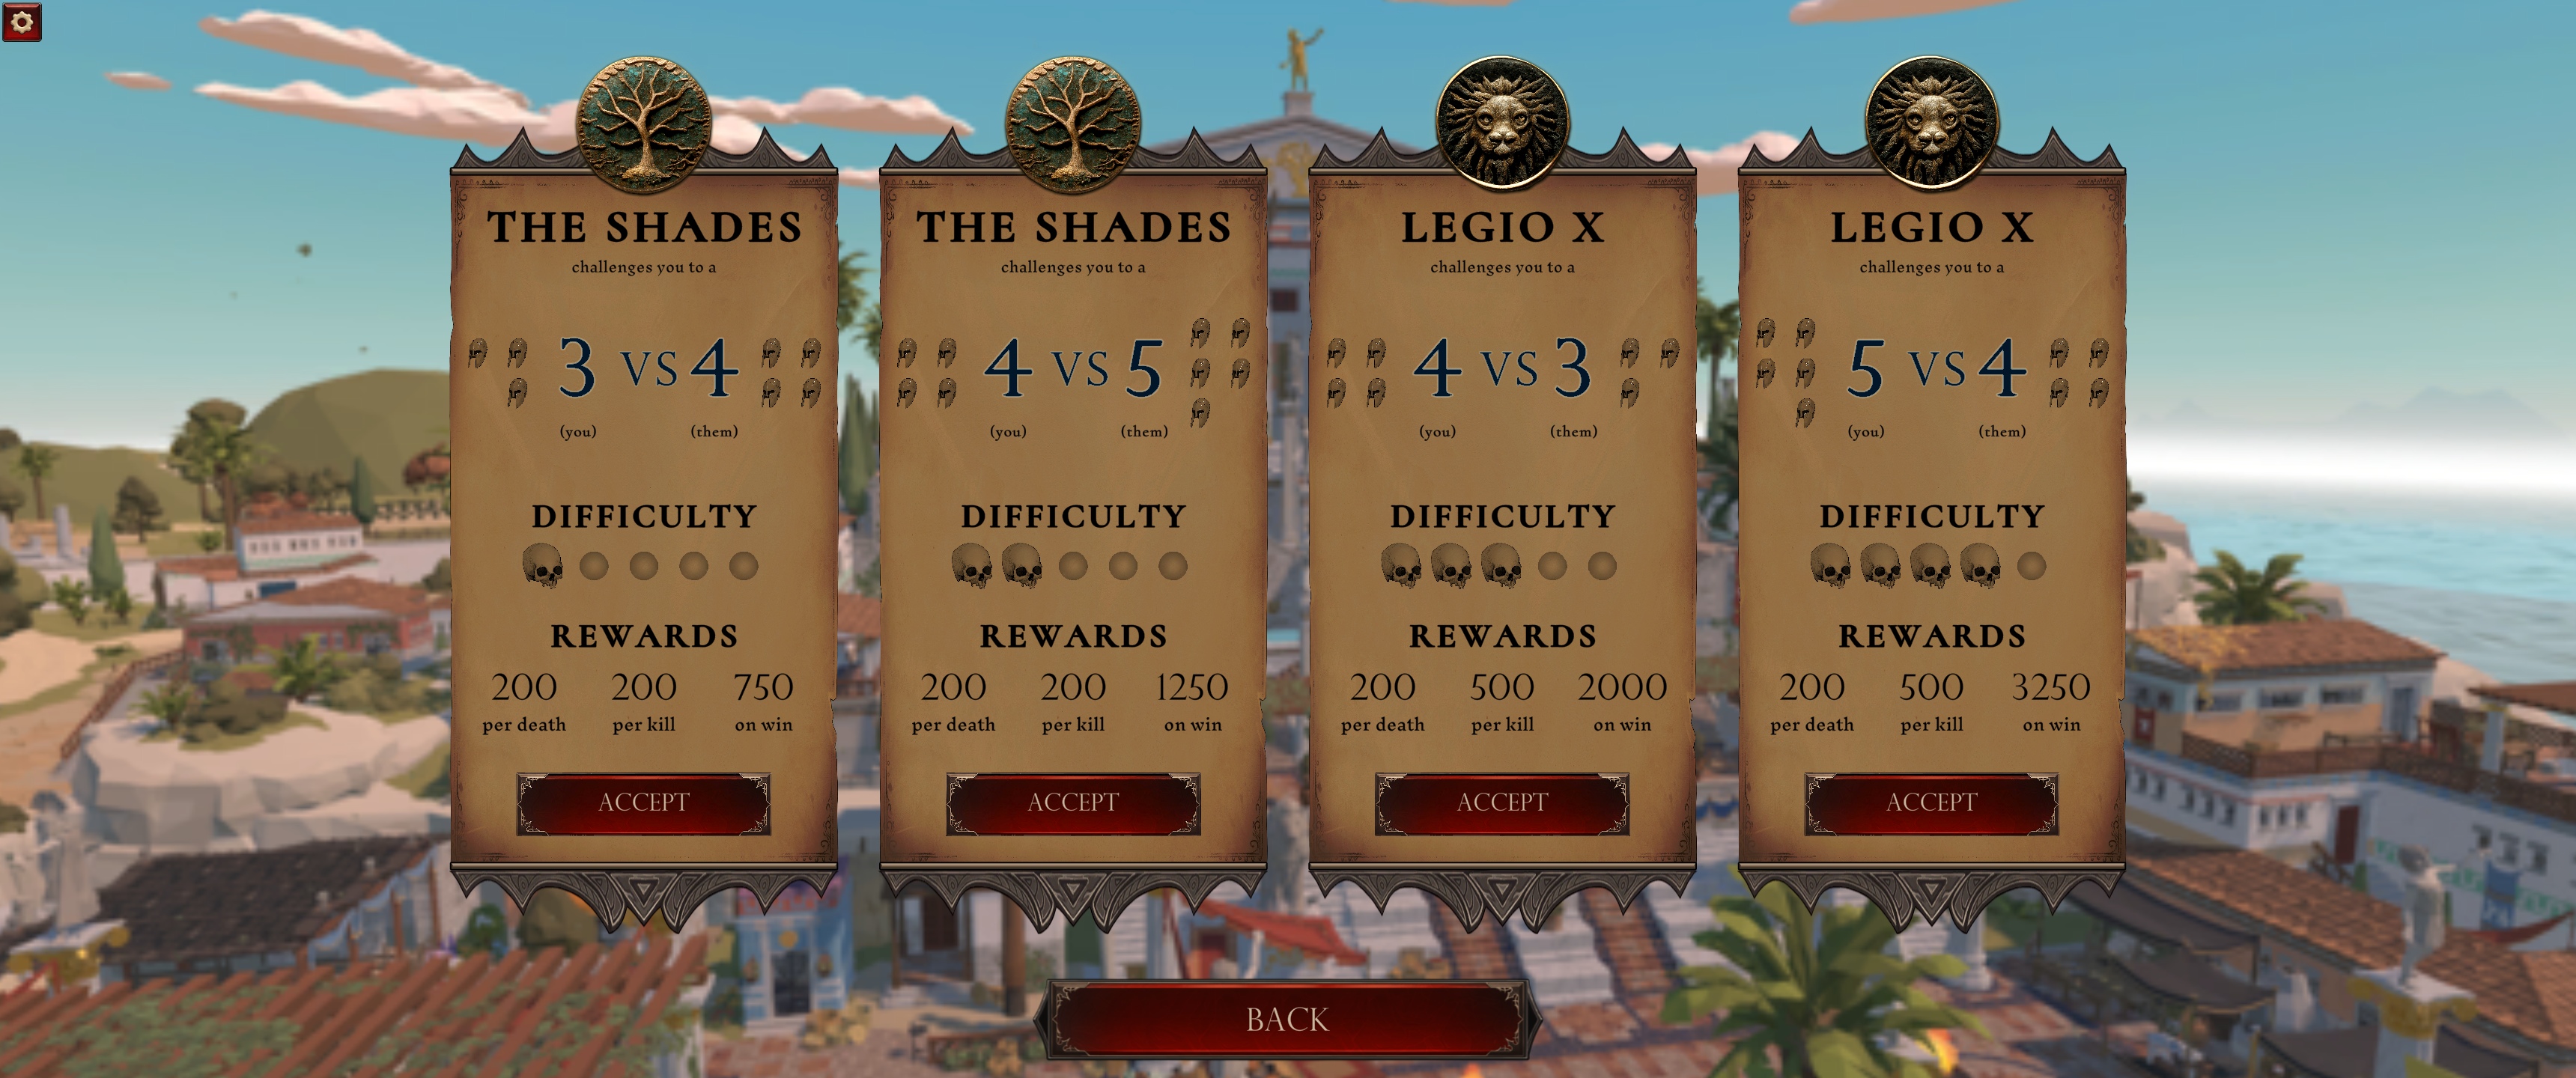 THE SHADES
challenges you to a
3 VS 4
(you) (them)
DIFFICULTY
REWARDS
200 200 750
per death per kill on win
ACCEPT
THE SHADES
challenges you to a
4 VS 5
(you) (them)
DIFFICULTY
REWARDS
200 200 1250
per death per kill on win
ACCEPT
LEGIO X
challenges you to a
4 VS 3
(you) (them)
DIFFICULTY
REWARDS
200 500 2000
per death per kill on win
ACCEPT
LEGIO X
challenges you to a
5 VS 4
(you) (them)
DIFFICULTY
REWARDS
200 500 3250
per death per kill on win
ACCEPT
BACK